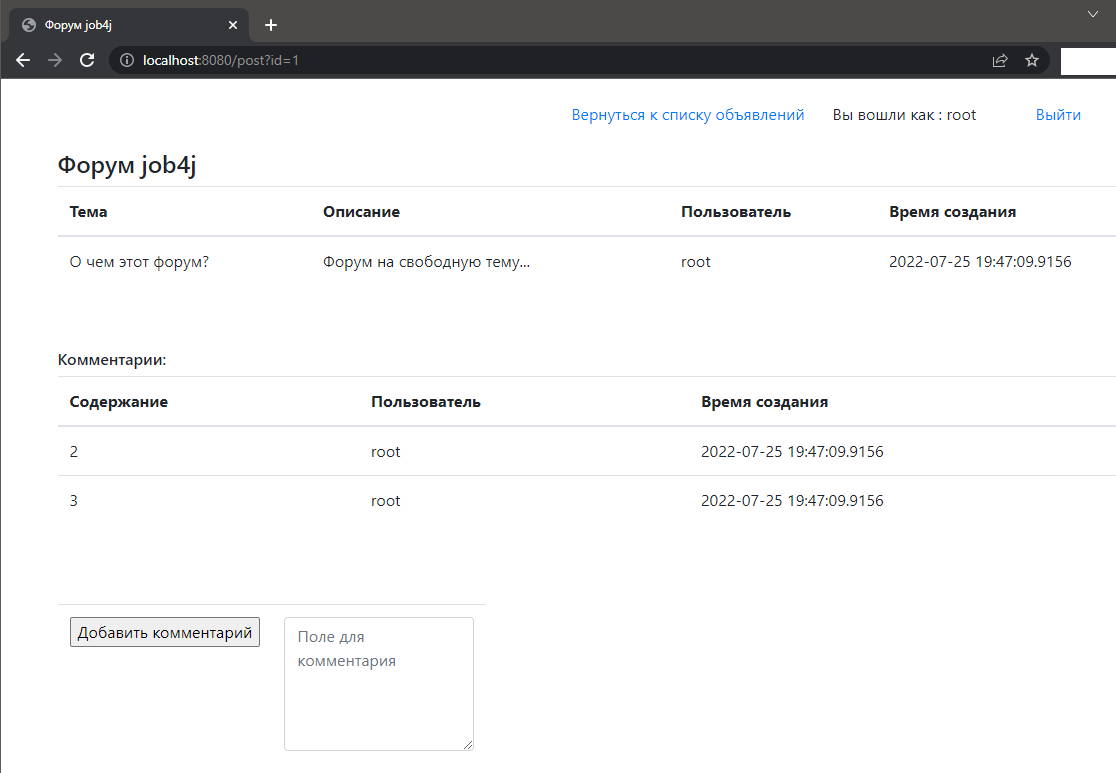 Форум job4j
localhost:8080/post?id=1
Вернуться к списку объявлений Вы вошли как : root Выйти
Форум job4j
Тема Описание Пользователь Время создания
О чем этот форум? Форум на свободную тему... root 2022-07-25 19:47:09.9156
Комментарии:
Содержание Пользователь Время создания
2 root 2022-07-25 19:47:09.9156
3 root 2022-07-25 19:47:09.9156
Добавить комментарий Поле для
комментария